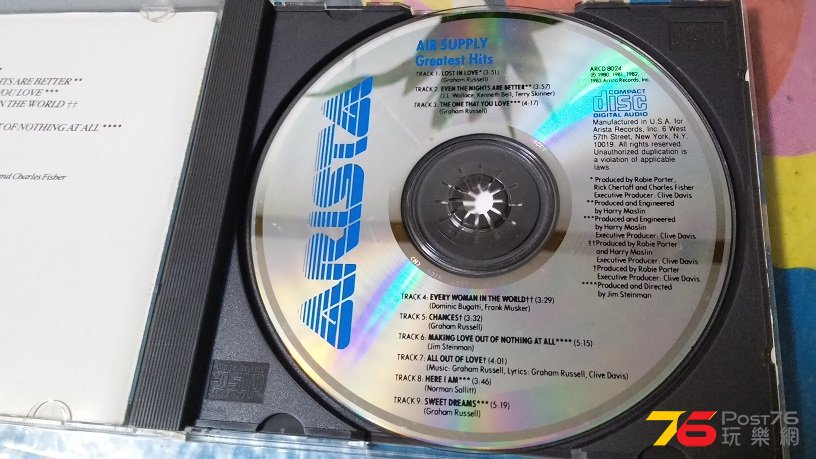 HTS ARE BETTER **
YOU LOVE ***
N THE WORLD ††
OUT OF NOTHING AT ALL ****
and Charles Fisher
AIR SUPPLY
Greatest Hits
TRACK 1: LOST IN LOVE* (3:51)
(Graham Russell)
TRACK 2: EVEN THE NIGHTS ARE BETTER** (3:57)
(J.L. Wallace, Kenneth Bell, Terry Skinner)
TRACK 3: THE ONE THAT YOU LOVE*** (4:17)
(Graham Russell)
ARISTA
ARCD 8024
℗ 1980, 1981, 1982,
1983 Arista Records, Inc.
COMPACT
disc
DIGITAL AUDIO
Manufactured in U.S.A. for
Arista Records, Inc. 6 West
57th Street, New York, N.Y.
10019. All rights reserved.
Unauthorized duplication is
a violation of applicable
laws.
* Produced by Robie Porter,
Rick Chertoff and Charles Fisher
Executive Producer: Clive Davis
**Produced and Engineered
by Harry Maslin
***Produced and Engineered
by Harry Maslin
Executive Producer: Clive Davis
††Produced by Robie Porter
and Harry Maslin
Executive Producer: Clive Davis
†Produced by Robie Porter
Executive Producer: Clive Davis
****Produced and Directed
by Jim Steinman
TRACK 4: EVERY WOMAN IN THE WORLD†† (3:29)
(Dominic Bugatti, Frank Musker)
TRACK 5: CHANCES† (3:32)
(Graham Russell)
TRACK 6: MAKING LOVE OUT OF NOTHING AT ALL**** (5:15)
(Jim Steinman)
TRACK 7: ALL OUT OF LOVE† (4:01)
(Music: Graham Russell, Lyrics: Graham Russell, Clive Davis)
TRACK 8: HERE I AM*** (3:46)
(Norman Sallitt)
TRACK 9: SWEET DREAMS*** (5:19)
(Graham Russell)
76 POST76
玩樂網